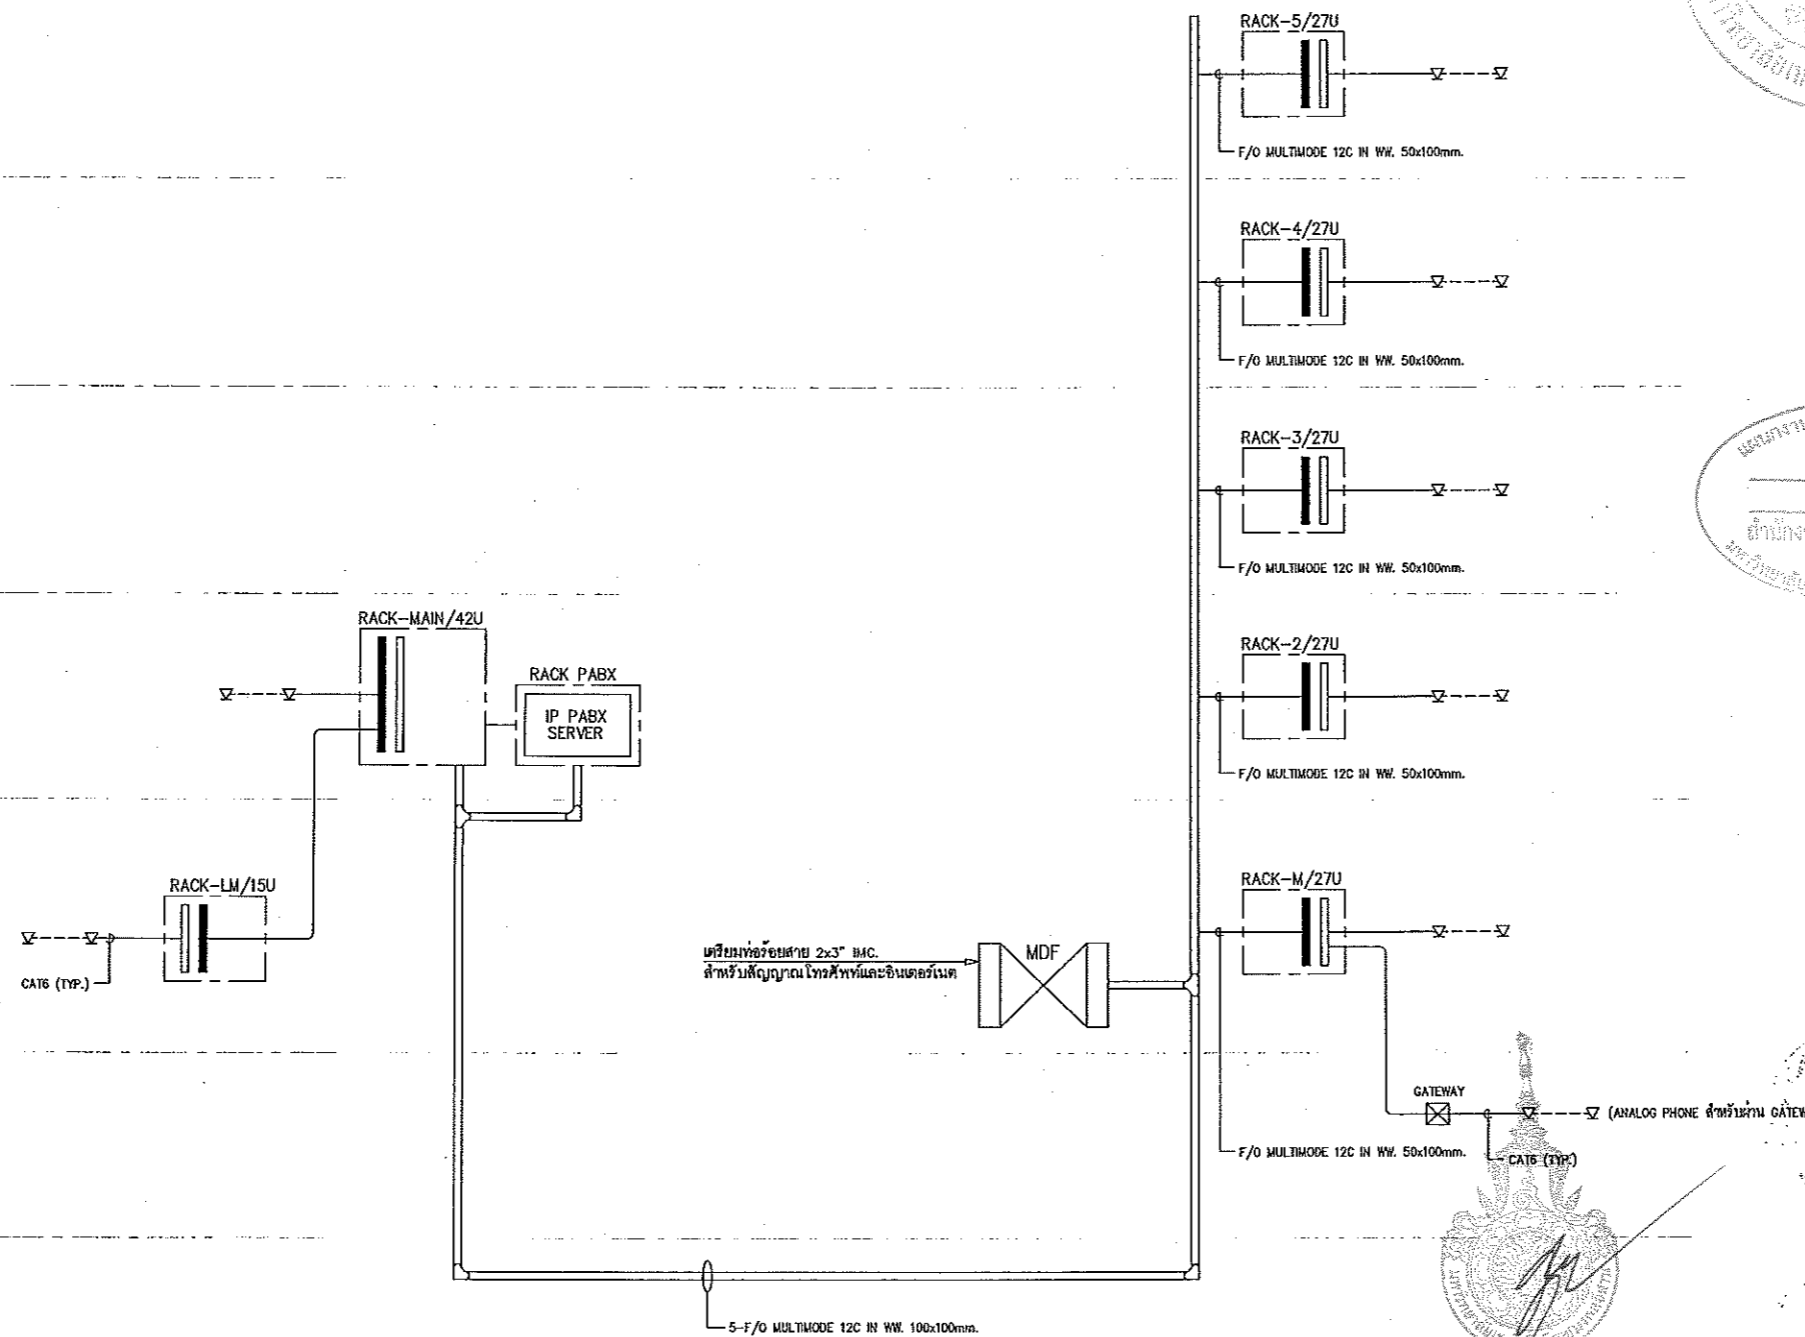 RACK-5/27U
F/O MULTIMODE 12C IN WW. 50x100mm.
RACK-4/27U
F/O MULTIMODE 12C IN WW. 50x100mm.
RACK-3/27U
F/O MULTIMODE 12C IN WW. 50x100mm.
RACK-MAIN/42U
RACK PABX
IP PABX
SERVER
RACK-2/27U
F/O MULTIMODE 12C IN WW. 50x100mm.
RACK-LM/15U
CAT6 (TYP.)
เตรียมท่อร้อยสาย 2x3" IMC.
สำหรับสัญญาณโทรศัพท์และอินเตอร์เนต
MDF
RACK-M/27U
GATEWAY
(ANALOG PHONE สำหรับผ่าน GATEW
F/O MULTIMODE 12C IN WW. 50x100mm.
CAT6 (TYP.)
5-F/O MULTIMODE 12C IN WW. 100x100mm.